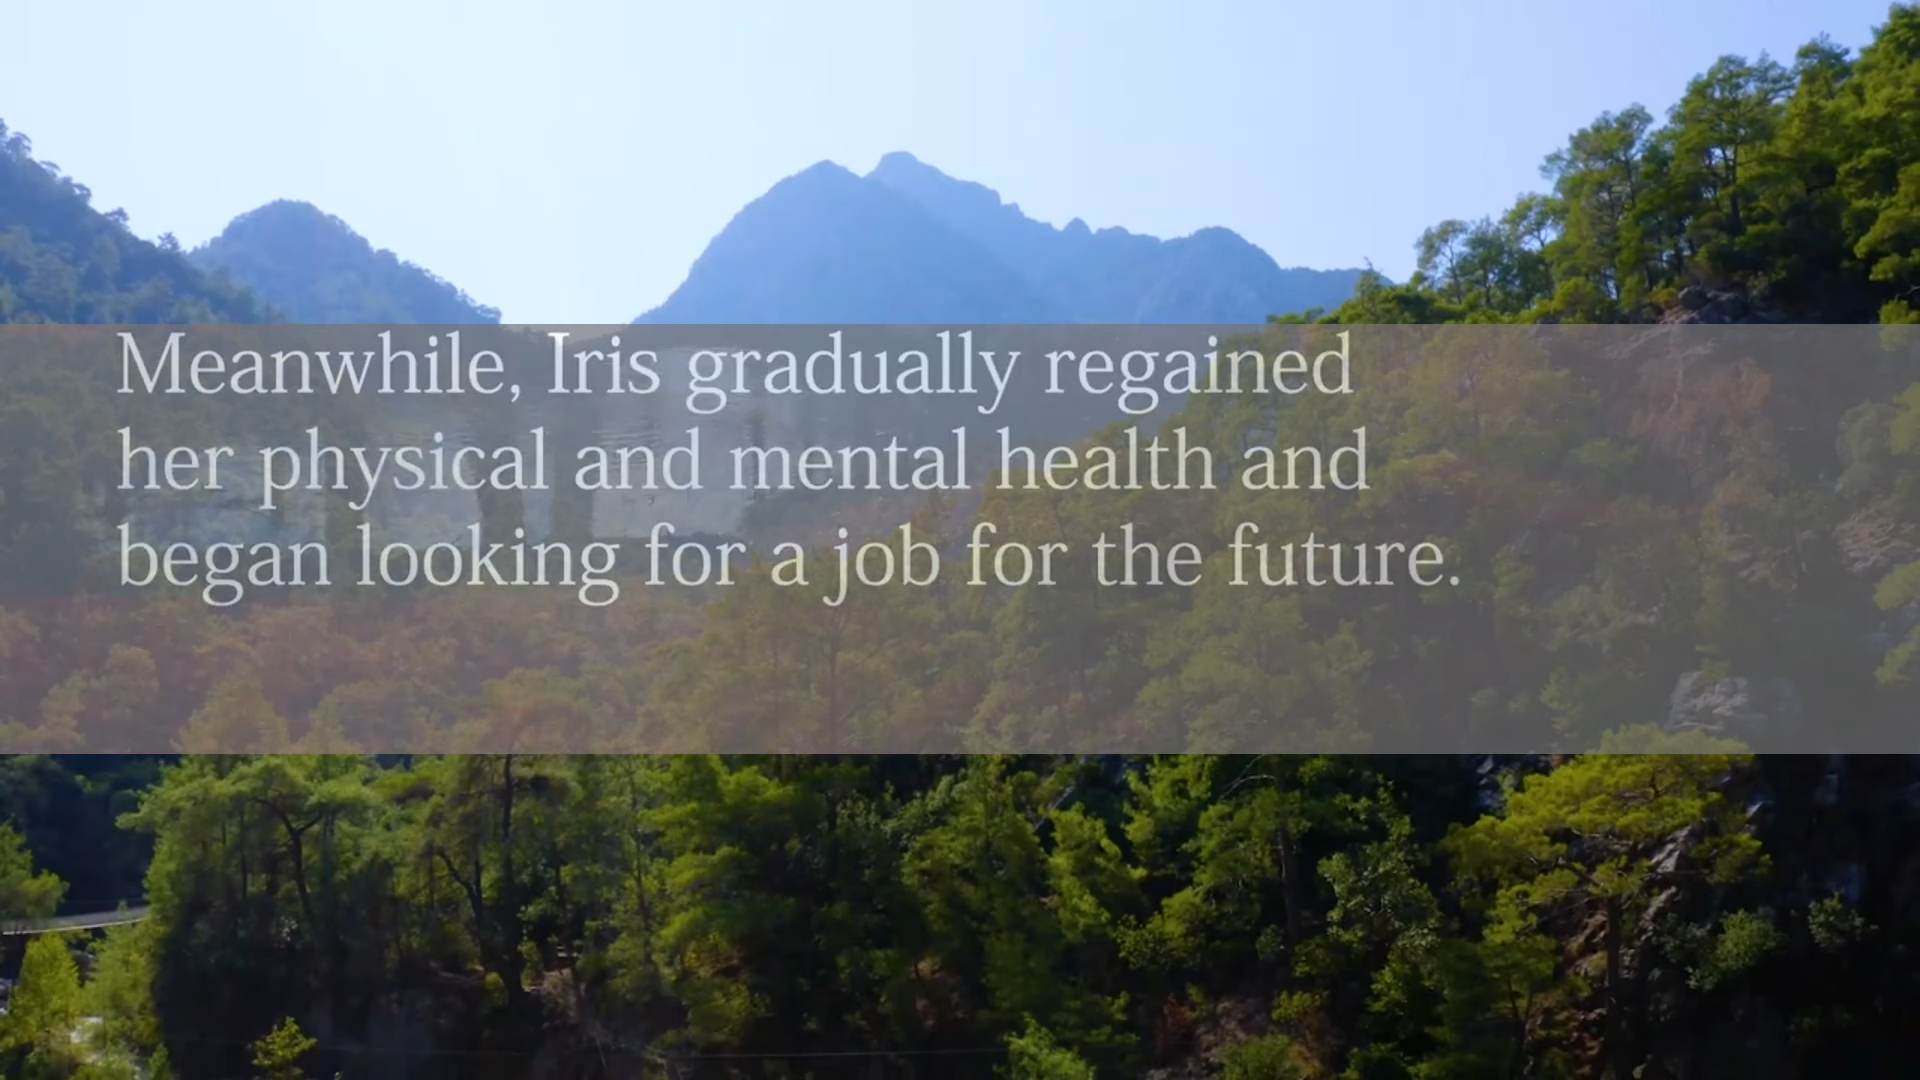 Meanwhile, Iris gradually regained
her physical and mental health and
began looking for a job for the future.